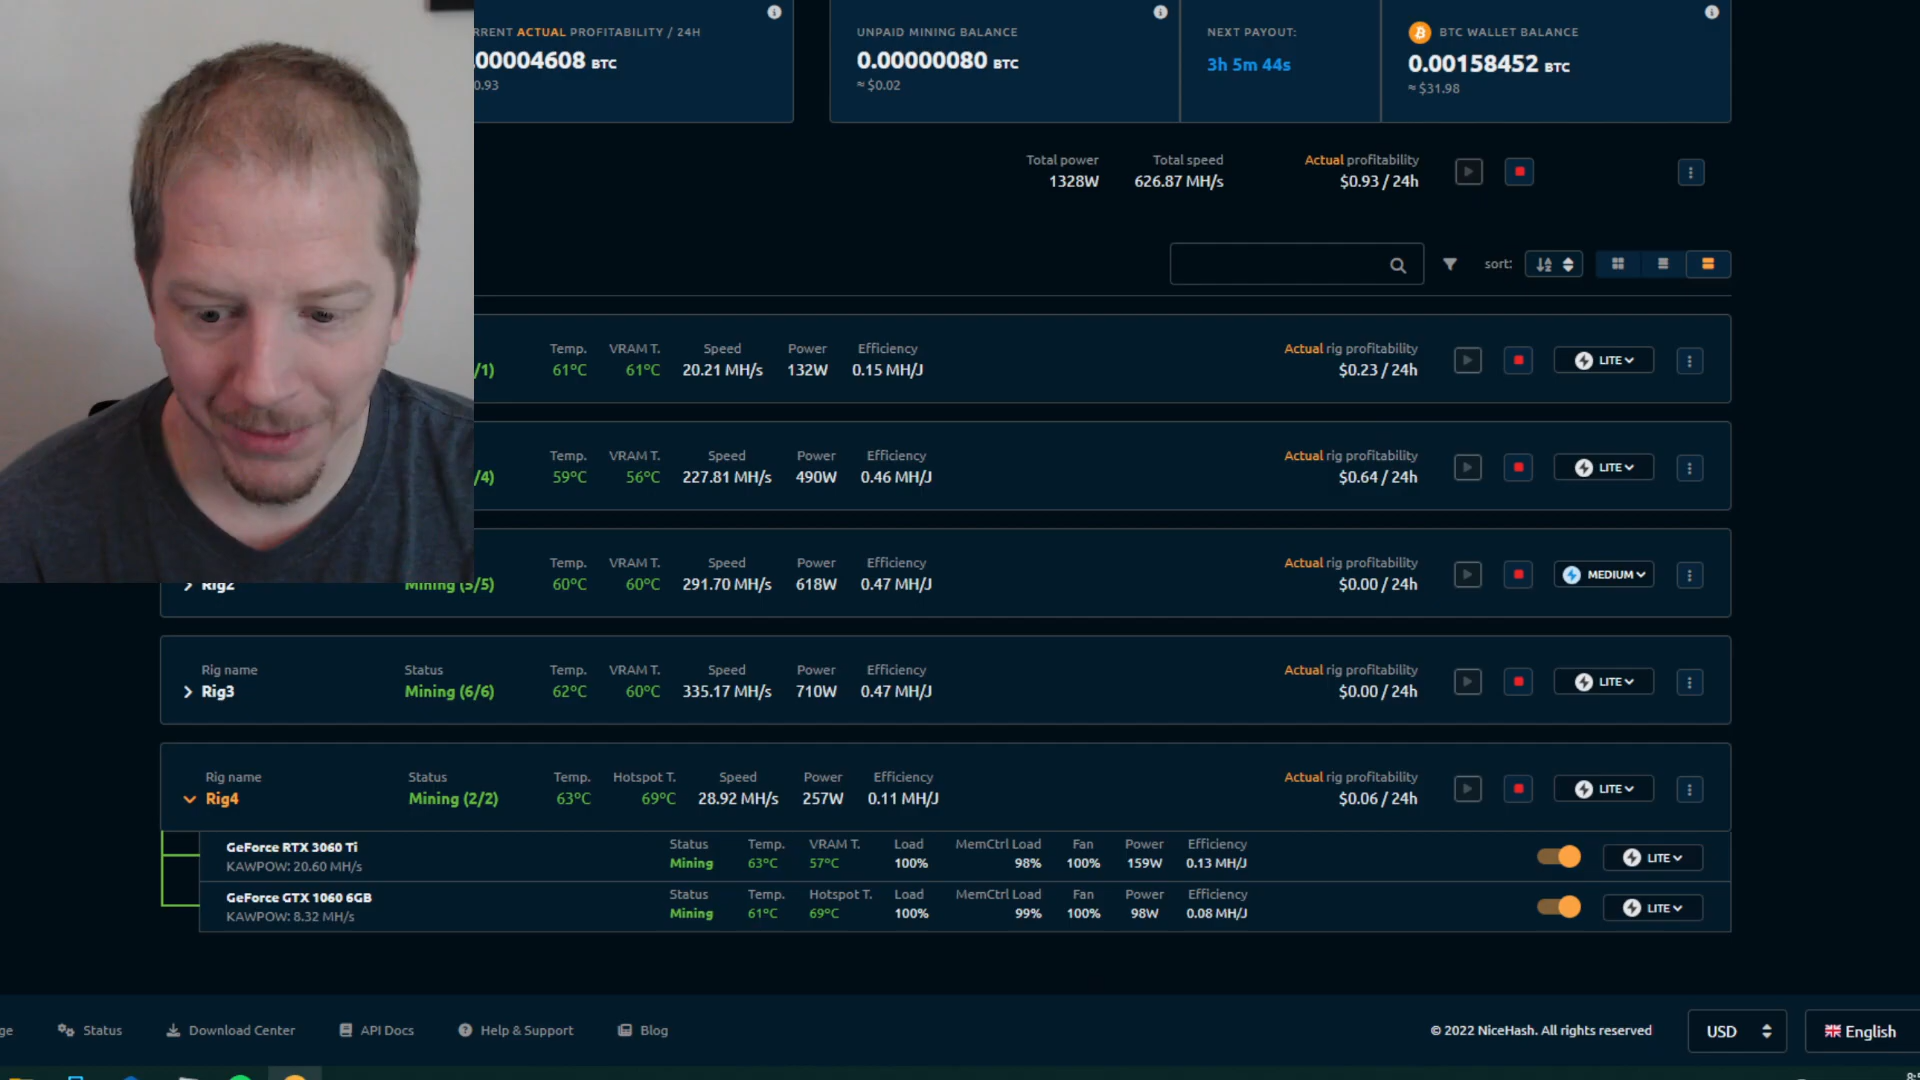 RRENT ACTUAL PROFITABILITY / 24H
.00004608 BTC
0.93
UNPAID MINING BALANCE
0.00000080 BTC
≈ $0.02
NEXT PAYOUT:
3h 5m 44s
BTC WALLET BALANCE
0.00158452 BTC
≈ $31.98
Total power
1328W
Total speed
626.87 MH/s
Actual profitability
$0.93 / 24h
sort:
/1)
Temp. VRAM T. Speed Power Efficiency
61°C 61°C 20.21 MH/s 132W 0.15 MH/J
Actual rig profitability
$0.23 / 24h
LITE
/4)
Temp. VRAM T. Speed Power Efficiency
59°C 56°C 227.81 MH/s 490W 0.46 MH/J
Actual rig profitability
$0.64 / 24h
LITE
Rig2
Mining (5/5)
Temp. VRAM T. Speed Power Efficiency
60°C 60°C 291.70 MH/s 618W 0.47 MH/J
Actual rig profitability
$0.00 / 24h
MEDIUM
Rig name Status Temp. VRAM T. Speed Power Efficiency
Rig3 Mining (6/6) 62°C 60°C 335.17 MH/s 710W 0.47 MH/J
Actual rig profitability
$0.00 / 24h
LITE
Rig name Status Temp. Hotspot T. Speed Power Efficiency
Rig4 Mining (2/2) 63°C 69°C 28.92 MH/s 257W 0.11 MH/J
Actual rig profitability
$0.06 / 24h
LITE
GeForce RTX 3060 Ti
KAWPOW: 20.60 MH/s
Status Temp. VRAM T. Load MemCtrl Load Fan Power Efficiency
Mining 63°C 57°C 100% 98% 100% 159W 0.13 MH/J
LITE
GeForce GTX 1060 6GB
KAWPOW: 8.32 MH/s
Status Temp. Hotspot T. Load MemCtrl Load Fan Power Efficiency
Mining 61°C 69°C 100% 99% 100% 98W 0.08 MH/J
LITE
ge Status Download Center API Docs Help & Support Blog
© 2022 NiceHash. All rights reserved
USD
English